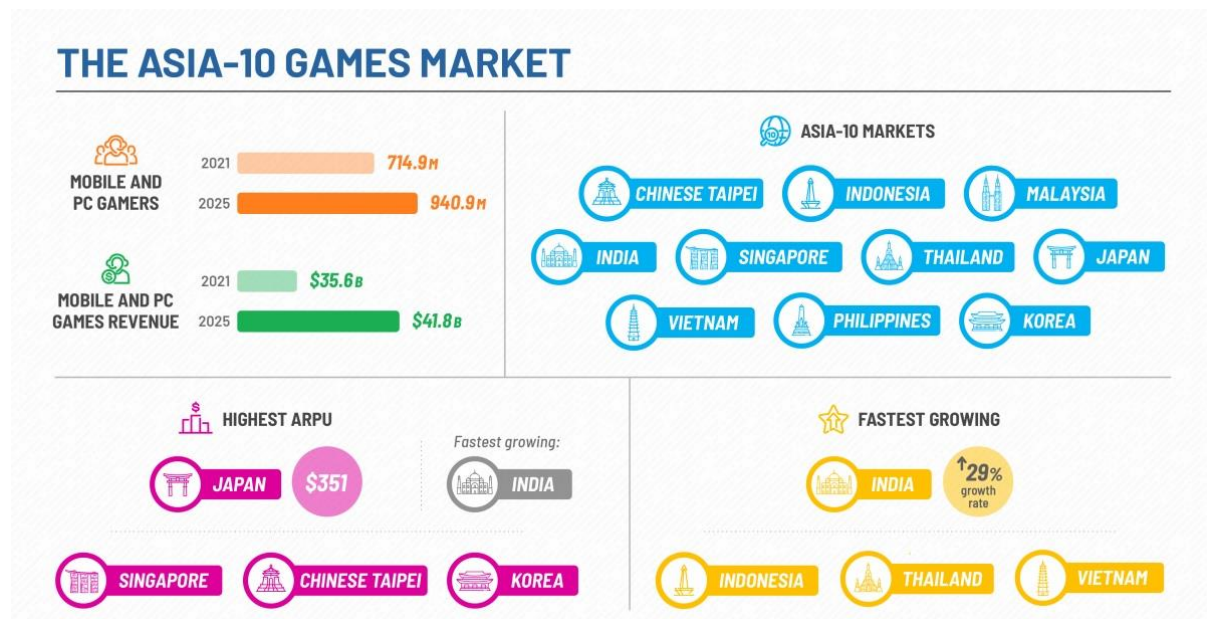 THE ASIA-10 GAMES MARKET
MOBILE AND
PC GAMERS
2021
714.9M
2025
940.9M
MOBILE AND PC
GAMES REVENUE
2021
$35.6B
2025
$41.8B
10
ASIA-10 MARKETS
CHINESE TAIPEI
INDONESIA
MALAYSIA
INDIA
SINGAPORE
THAILAND
JAPAN
VIETNAM
PHILIPPINES
KOREA
$
HIGHEST ARPU
JAPAN
$351
Fastest growing:
INDIA
SINGAPORE
CHINESE TAIPEI
KOREA
FASTEST GROWING
INDIA
↑29%
growth
rate
INDONESIA
THAILAND
VIETNAM